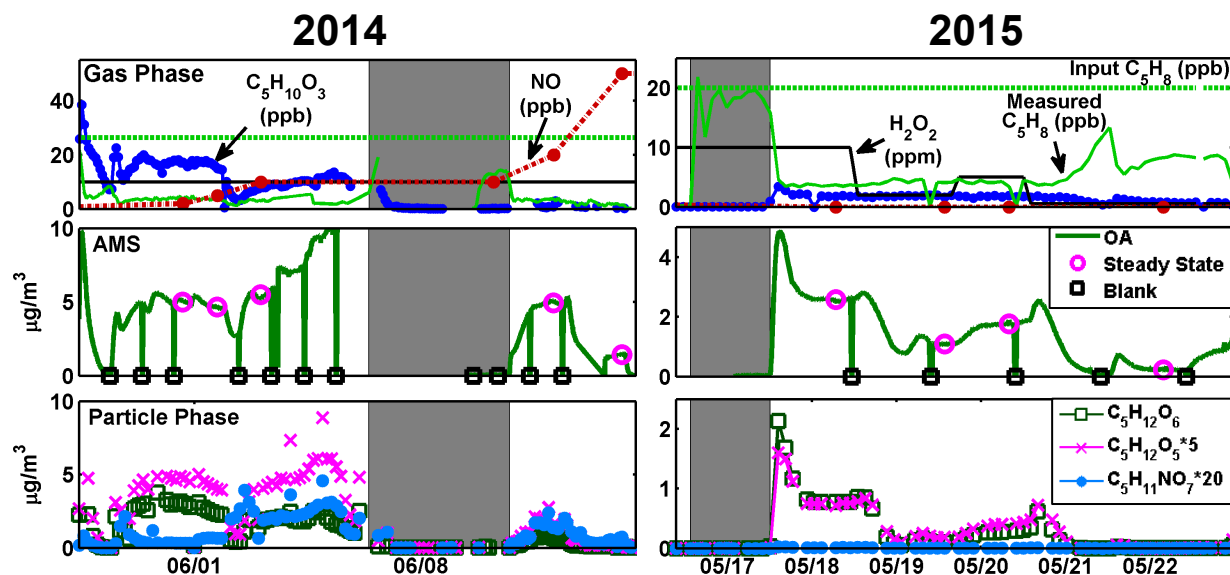 2014
2015
Gas Phase
C₅H₁₀O₃
(ppb)
NO
(ppb)
40
20
0
Input C₅H₈ (ppb)
Measured
C₅H₈ (ppb)
H₂O₂
(ppm)
20
10
0
AMS
10
5
0
µg/m³
OA
Steady State
Blank
4
2
0
Particle Phase
10
5
0
µg/m³
06/01
06/08
C₅H₁₂O₆
C₅H₁₂O₅*5
C₅H₁₁NO₇*20
2
1
0
05/17
05/18
05/19
05/20
05/21
05/22